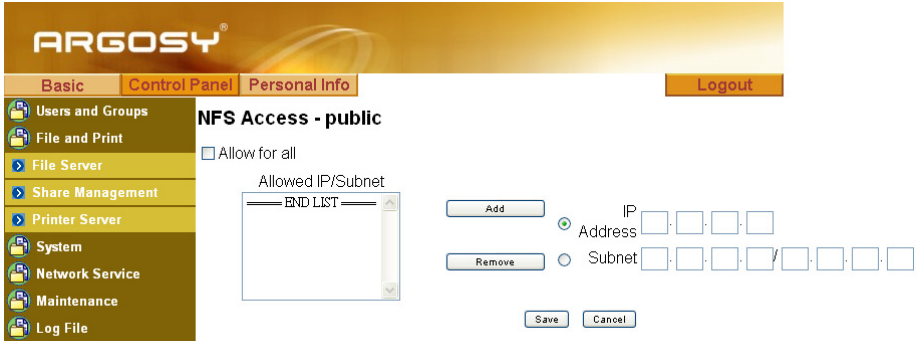 ARGOSY®
Basic Control Panel Personal Info Logout
Users and Groups
File and Print
File Server
Share Management
Printer Server
System
Network Service
Maintenance
Log File
NFS Access - public
Allow for all
Allowed IP/Subnet
END LIST
Add
Remove
IP
Address . . .
Subnet . . . / . . .
Save Cancel